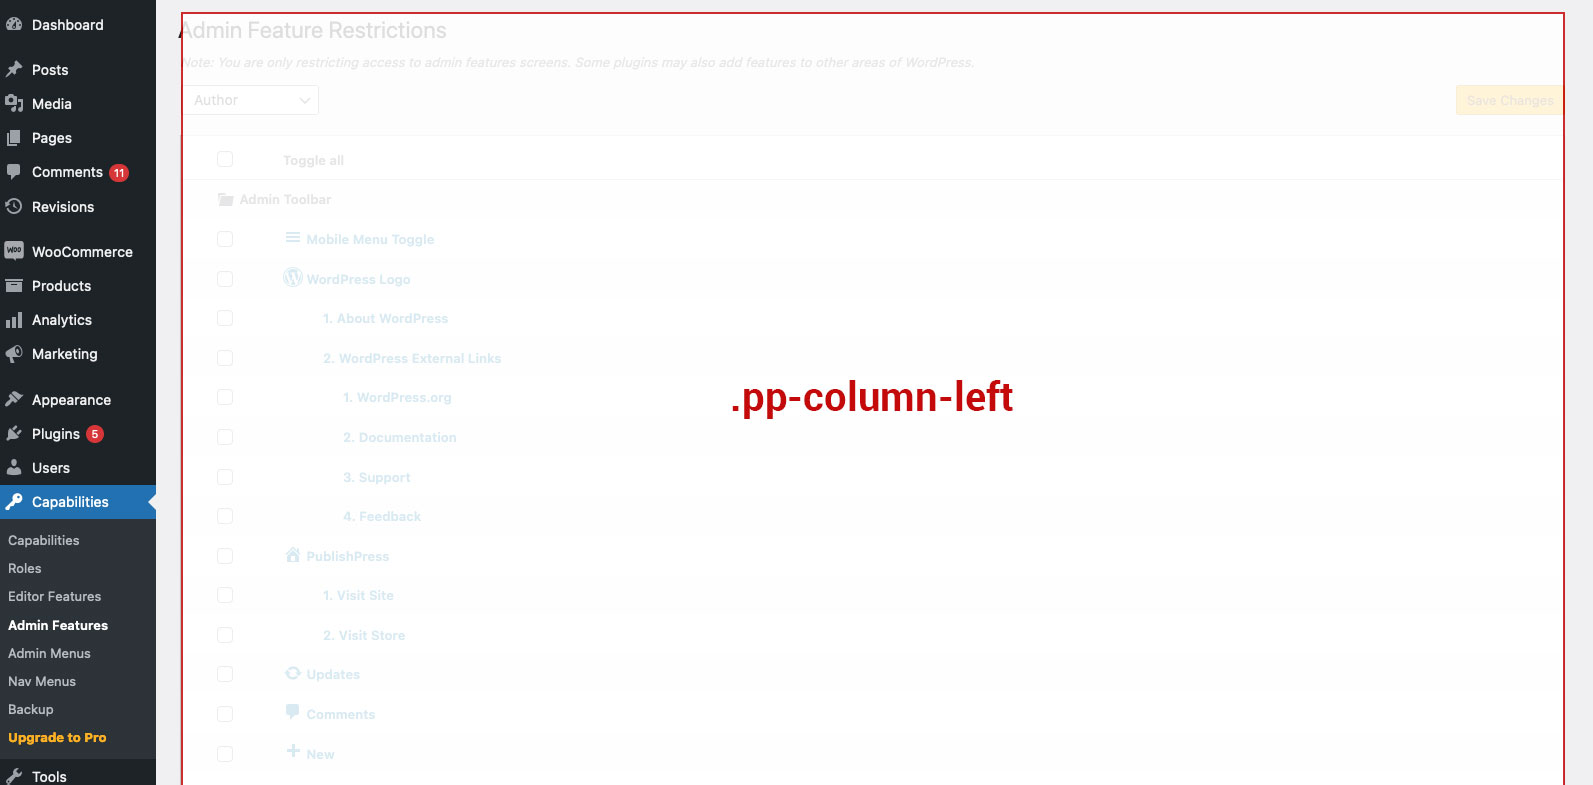 Dashboard
Posts
Media
Pages
Comments 11
Revisions
WooCommerce
Products
Analytics
Marketing
Appearance
Plugins 5
Users
Capabilities
Capabilities
Roles
Editor Features
Admin Features
Admin Menus
Nav Menus
Backup
Upgrade to Pro
Tools
Admin Feature Restrictions
Note: You are only restricting access to admin features screens. Some plugins may also add features to other areas of WordPress.
Author
Save Changes
Toggle all
Admin Toolbar
Mobile Menu Toggle
WordPress Logo
1. About WordPress
2. WordPress External Links
1. WordPress.org
2. Documentation
3. Support
4. Feedback
PublishPress
1. Visit Site
2. Visit Store
Updates
Comments
New
.pp-column-left